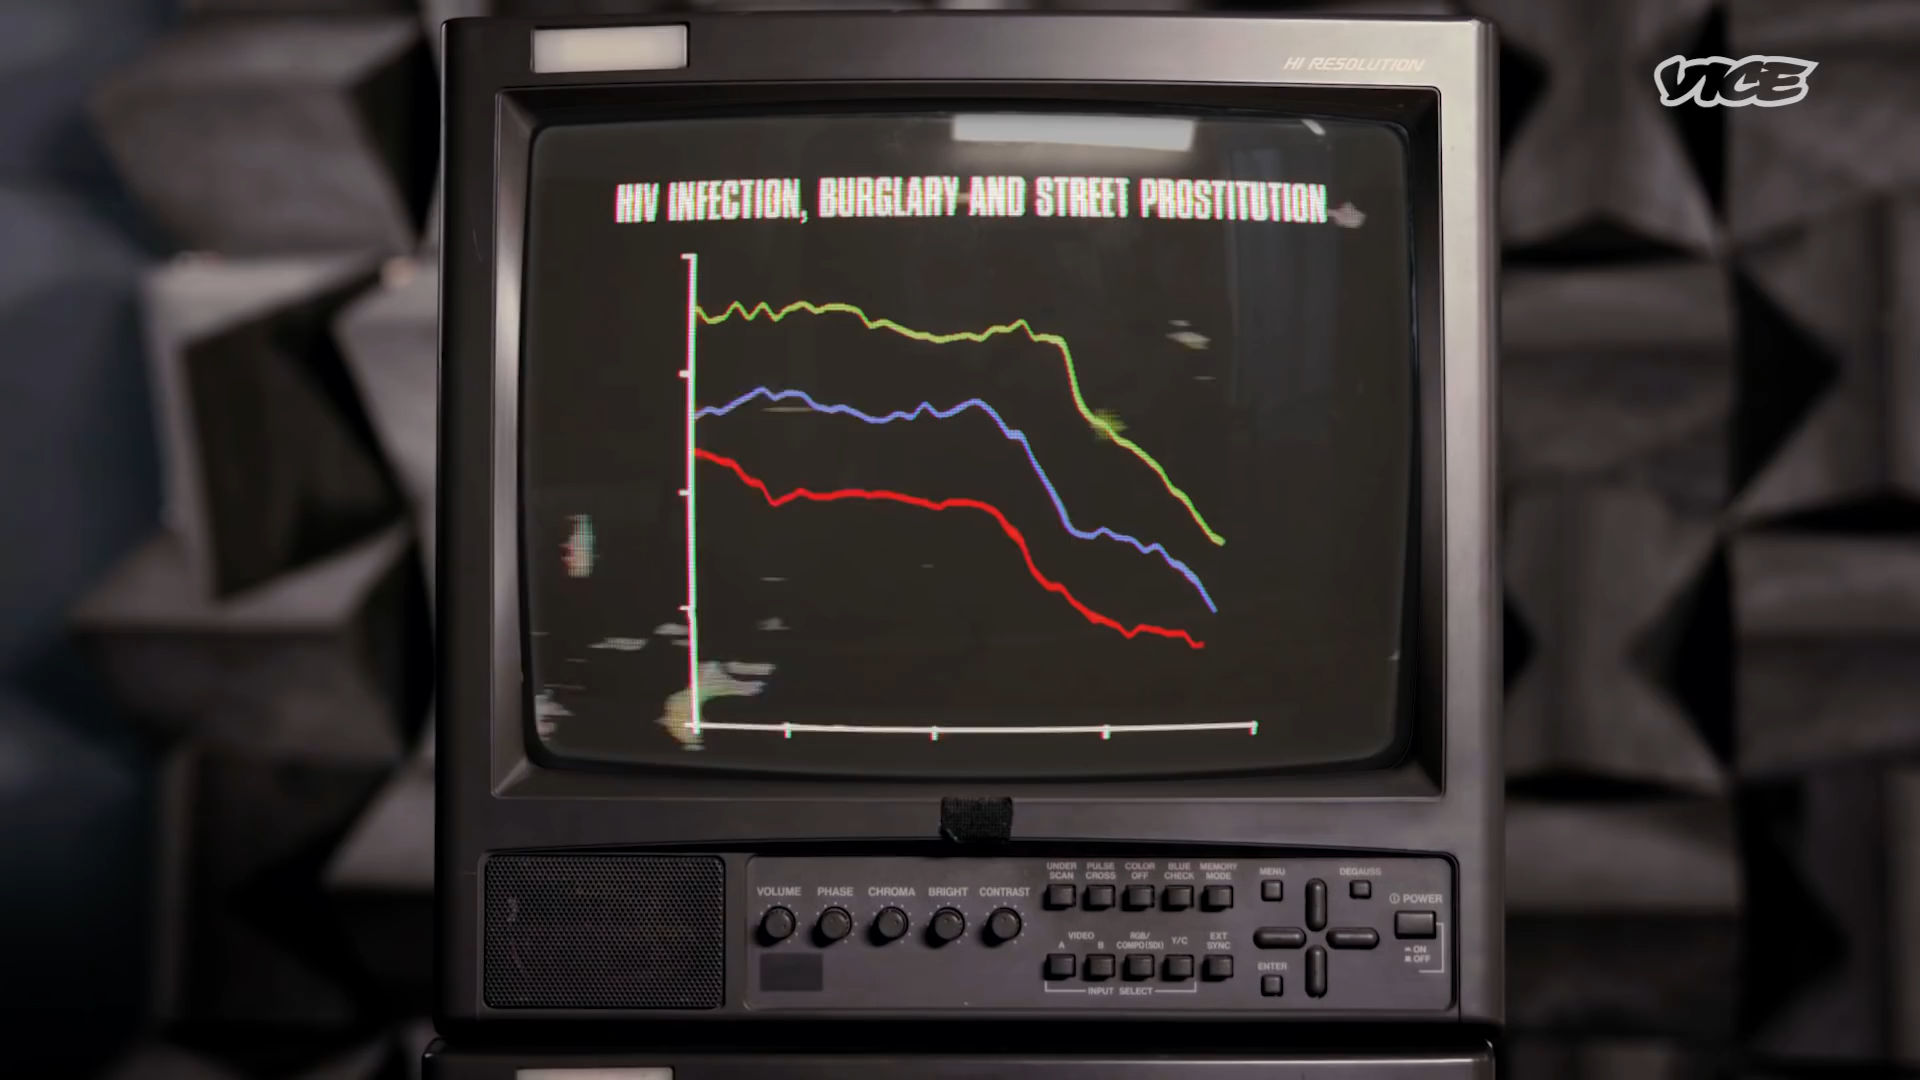 HI RESOLUTION
VICE
HIV INFECTION, BURGLARY AND STREET PROSTITUTION
VOLUME PHASE CHROMA BRIGHT CONTRAST
UNDER SCAN
PULSE CROSS
COLOR OFF
BLUE CHECK
MEMORY MODE
MENU
DEGAUSS
POWER
ON
OFF
VIDEO
A B
RGB/
COMPO(SDI)
Y/C
EXT SYNC
INPUT SELECT
ENTER